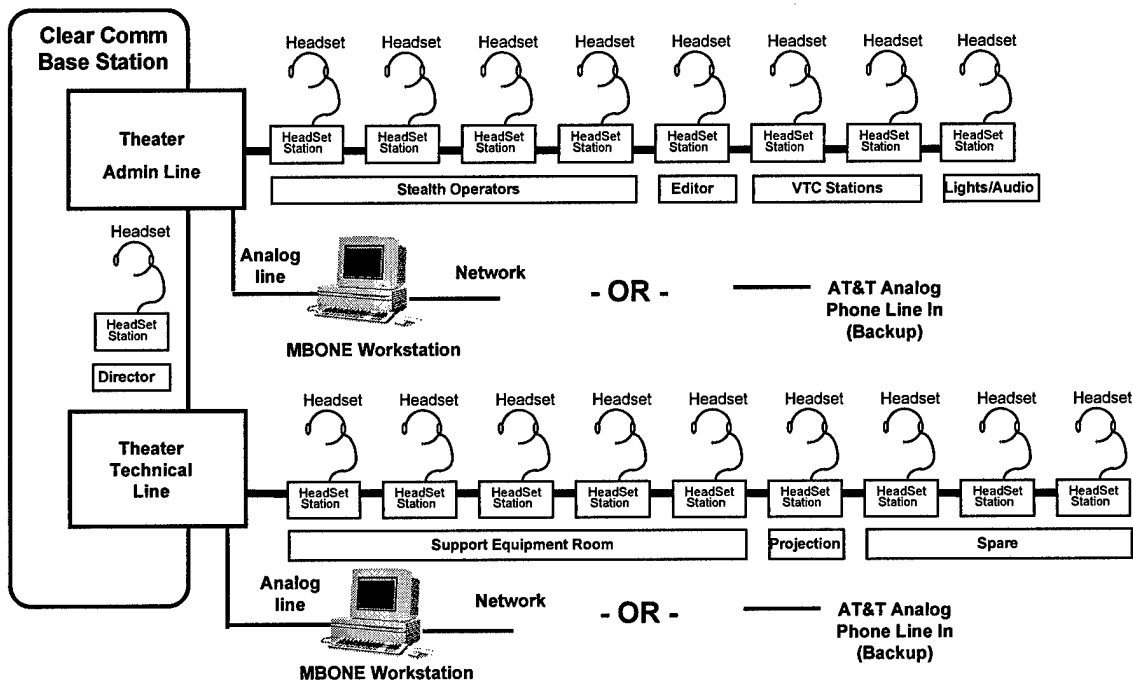 Clear Comm
Base Station
Headset Headset Headset Headset Headset Headset Headset Headset
Theater
Admin Line
HeadSet
Station
HeadSet
Station
HeadSet
Station
HeadSet
Station
HeadSet
Station
HeadSet
Station
HeadSet
Station
HeadSet
Station
Stealth Operators
Editor
VTC Stations
Lights/Audio
Headset
HeadSet
Station
Director
Analog
line
Network
MBONE Workstation
- OR -
AT&T Analog
Phone Line In
(Backup)
Headset Headset Headset Headset Headset Headset Headset Headset Headset
Theater
Technical
Line
HeadSet
Station
HeadSet
Station
HeadSet
Station
HeadSet
Station
HeadSet
Station
HeadSet
Station
HeadSet
Station
HeadSet
Station
HeadSet
Station
Support Equipment Room
Projection
Spare
Analog
line
Network
MBONE Workstation
- OR -
AT&T Analog
Phone Line In
(Backup)